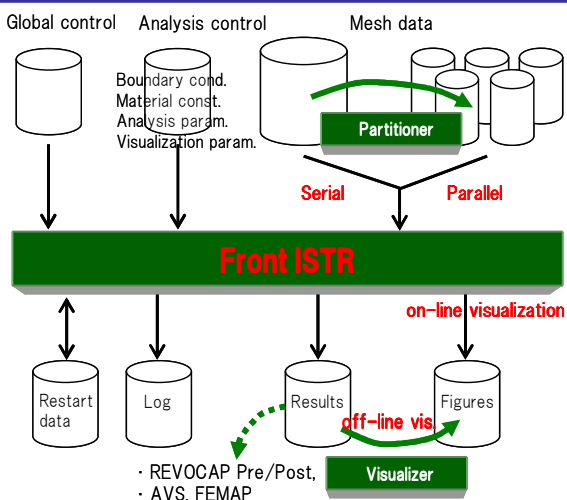 Global control
Analysis control
Mesh data
Boundary cond.
Material const.
Analysis param.
Visualization param.
Partitioner
Serial
Parallel
Front ISTR
on-line visualization
Restart
data
Log
Results
Figures
off-line vis.
・REVOCAP Pre/Post,
・AVS, FEMAP
Visualizer